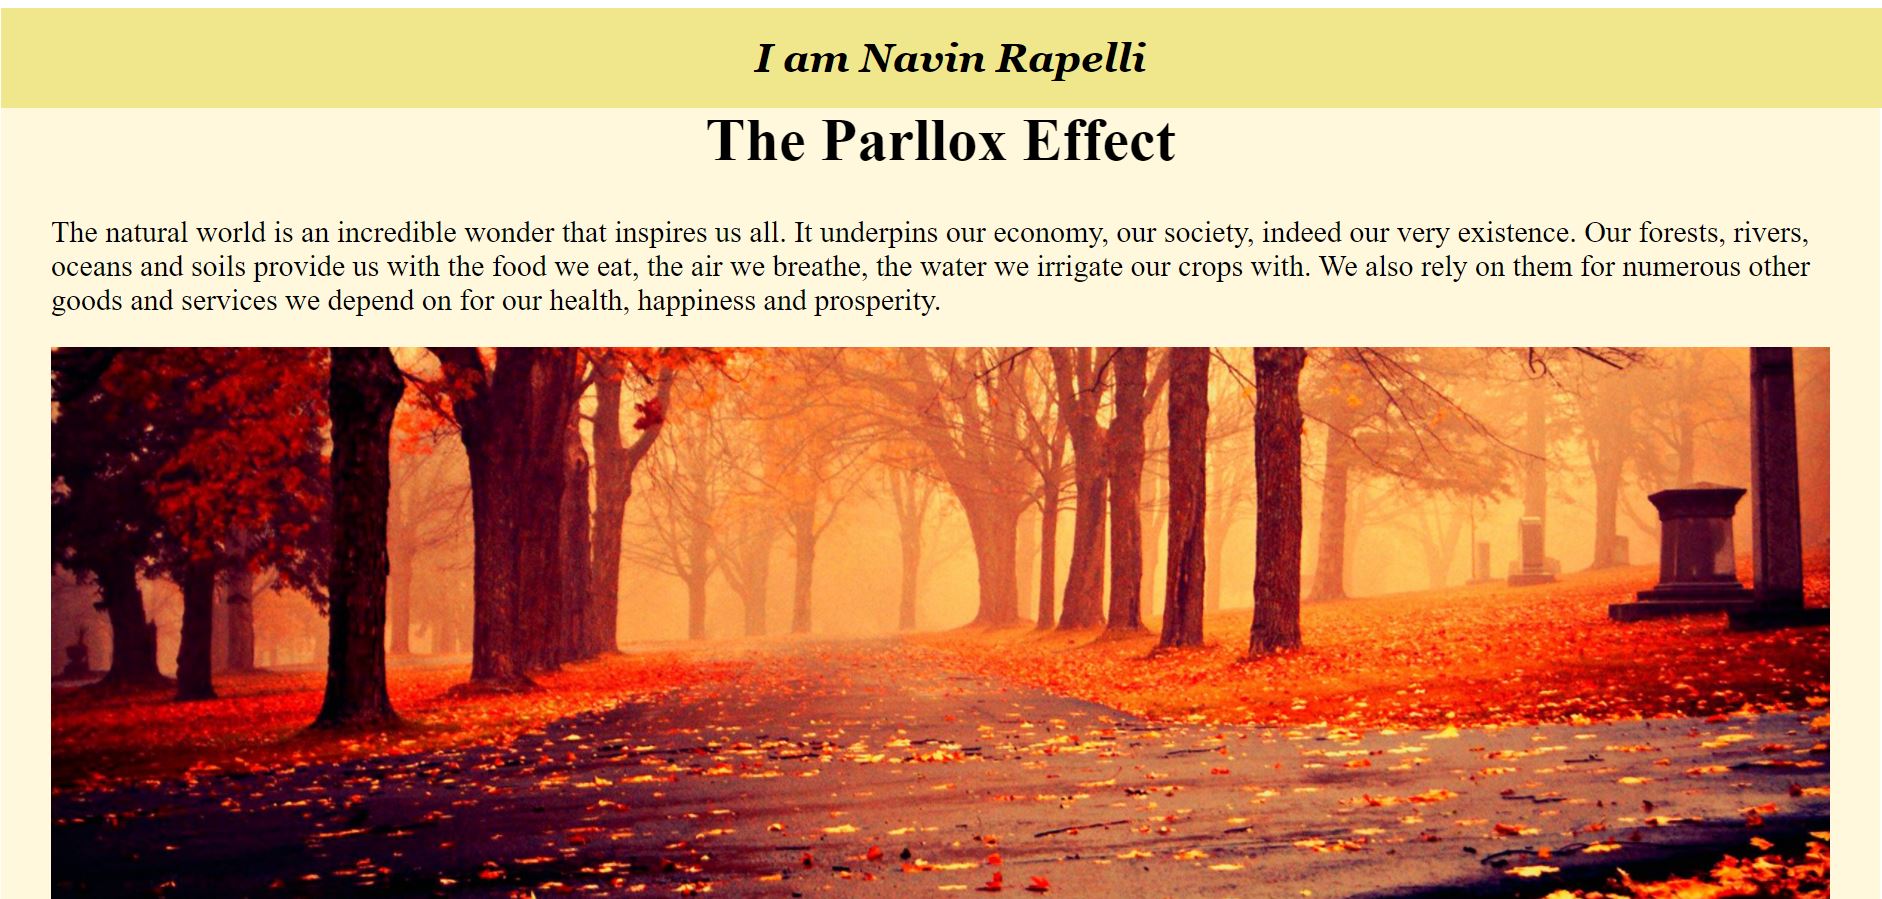 I am Navin Rapelli
The Parllox Effect
The natural world is an incredible wonder that inspires us all. It underpins our economy, our society, indeed our very existence. Our forests, rivers,
oceans and soils provide us with the food we eat, the air we breathe, the water we irrigate our crops with. We also rely on them for numerous other
goods and services we depend on for our health, happiness and prosperity.